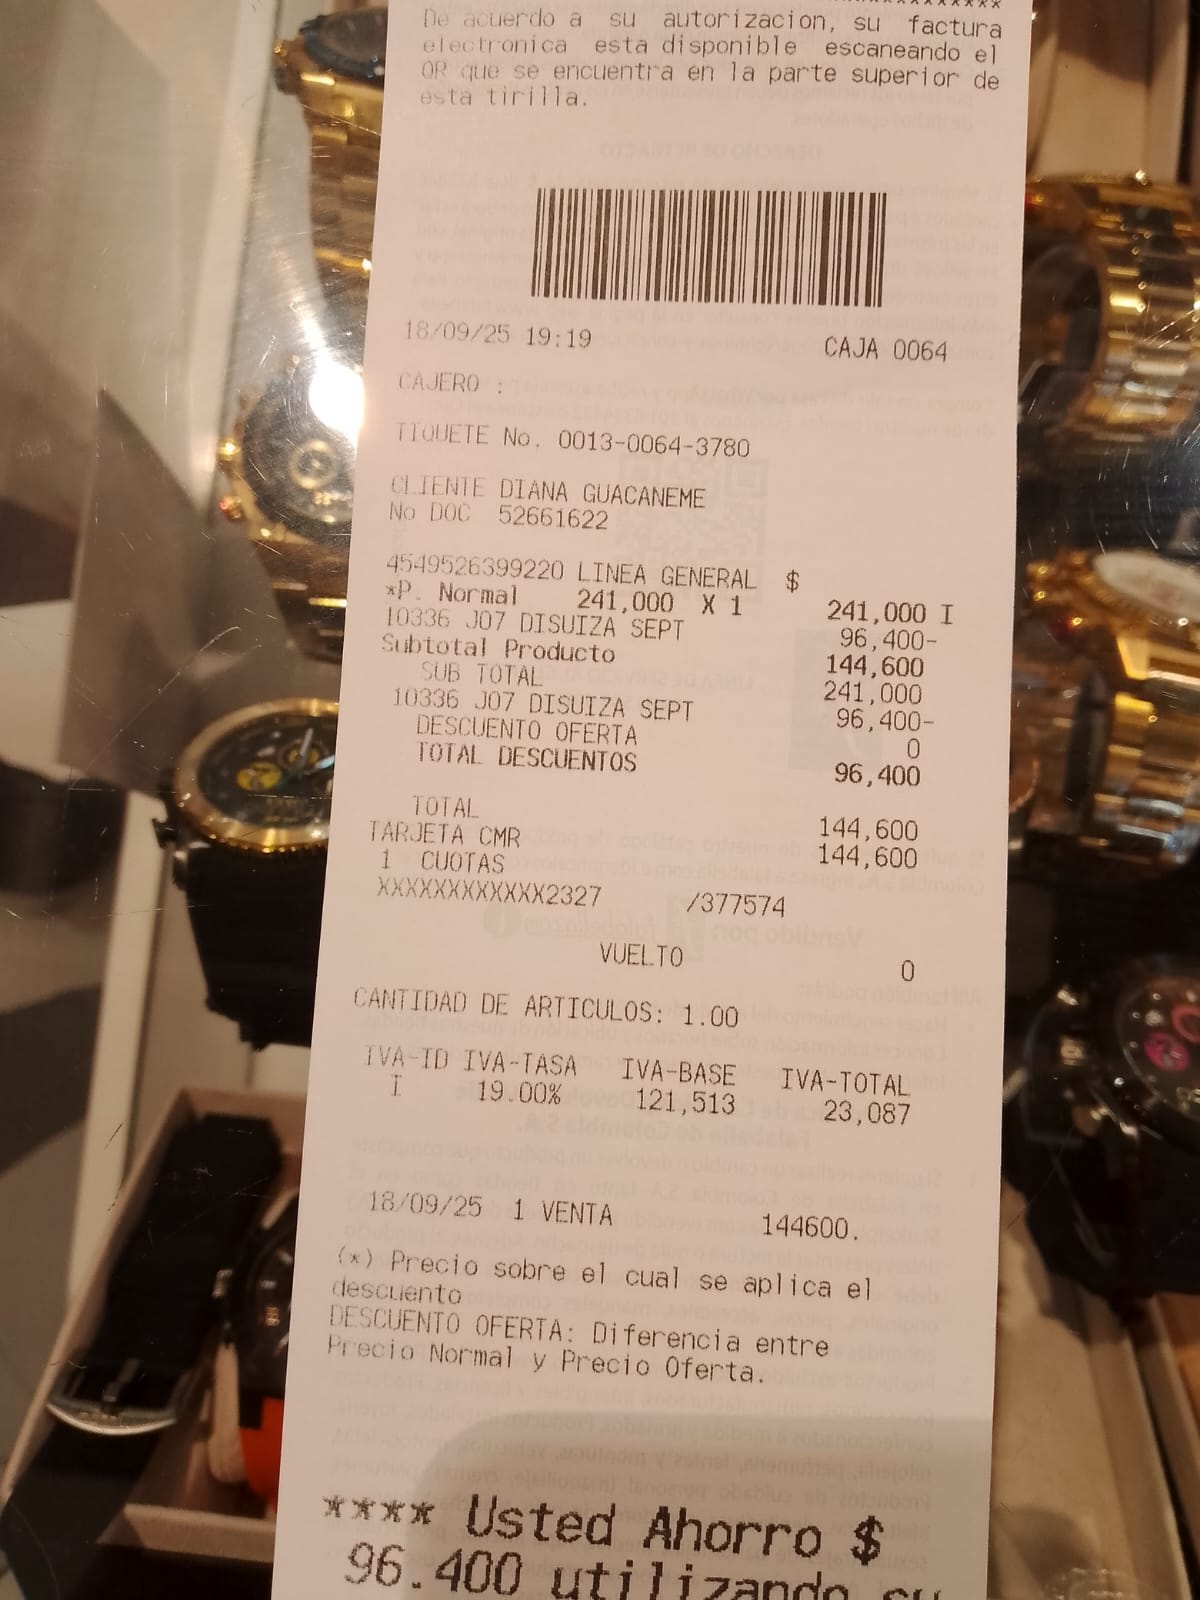 De acuerdo a su autorizacion, su factura
electronica esta disponible escaneando el
QR que se encuentra en la parte superior de
esta tirilla.
18/09/25 19:19 CAJA 0064
CAJERO :
TIQUETE No. 0013-0064-3780
CLIENTE DIANA GUACANEME
No DOC 52661622
4549526399220 LINEA GENERAL $
*P. Normal 241,000 X 1 241,000 I
10336 J07 DISUIZA SEPT 96,400-
Subtotal Producto 144,600
SUB TOTAL 241,000
10336 J07 DISUIZA SEPT 96,400-
DESCUENTO OFERTA 0
TOTAL DESCUENTOS 96,400
TOTAL 144,600
TARJETA CMR 144,600
1 CUOTAS
XXXXXXXXXXXX2327 /377574
VUELTO 0
CANTIDAD DE ARTICULOS: 1.00
IVA-ID IVA-TASA IVA-BASE IVA-TOTAL
I 19.00% 121,513 23,087
18/09/25 1 VENTA 144600.
(*) Precio sobre el cual se aplica el
descuento
DESCUENTO OFERTA: Diferencia entre
Precio Normal y Precio Oferta.
**** Usted Ahorro $
96.400 utilizando su